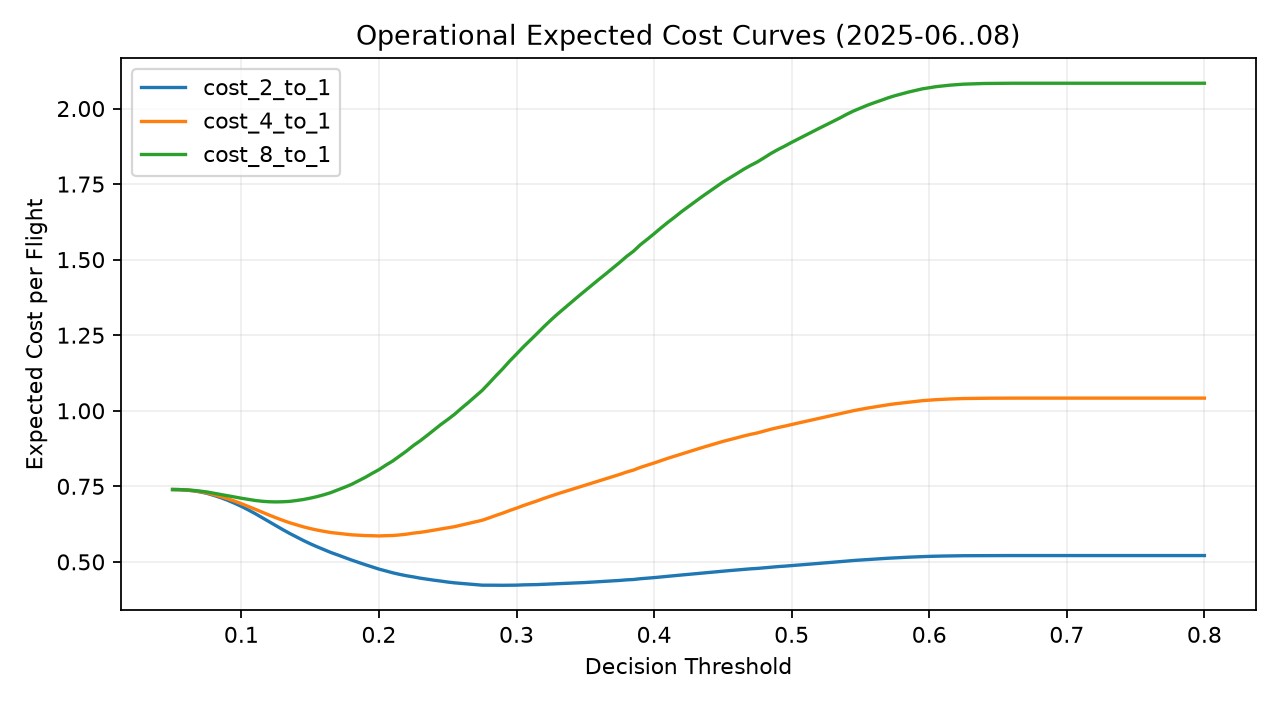 Operational Expected Cost Curves (2025-06..08)
cost_2_to_1
cost_4_to_1
cost_8_to_1
Expected Cost per Flight
2.00
1.75
1.50
1.25
1.00
0.75
0.50
0.1 0.2 0.3 0.4 0.5 0.6 0.7 0.8
Decision Threshold